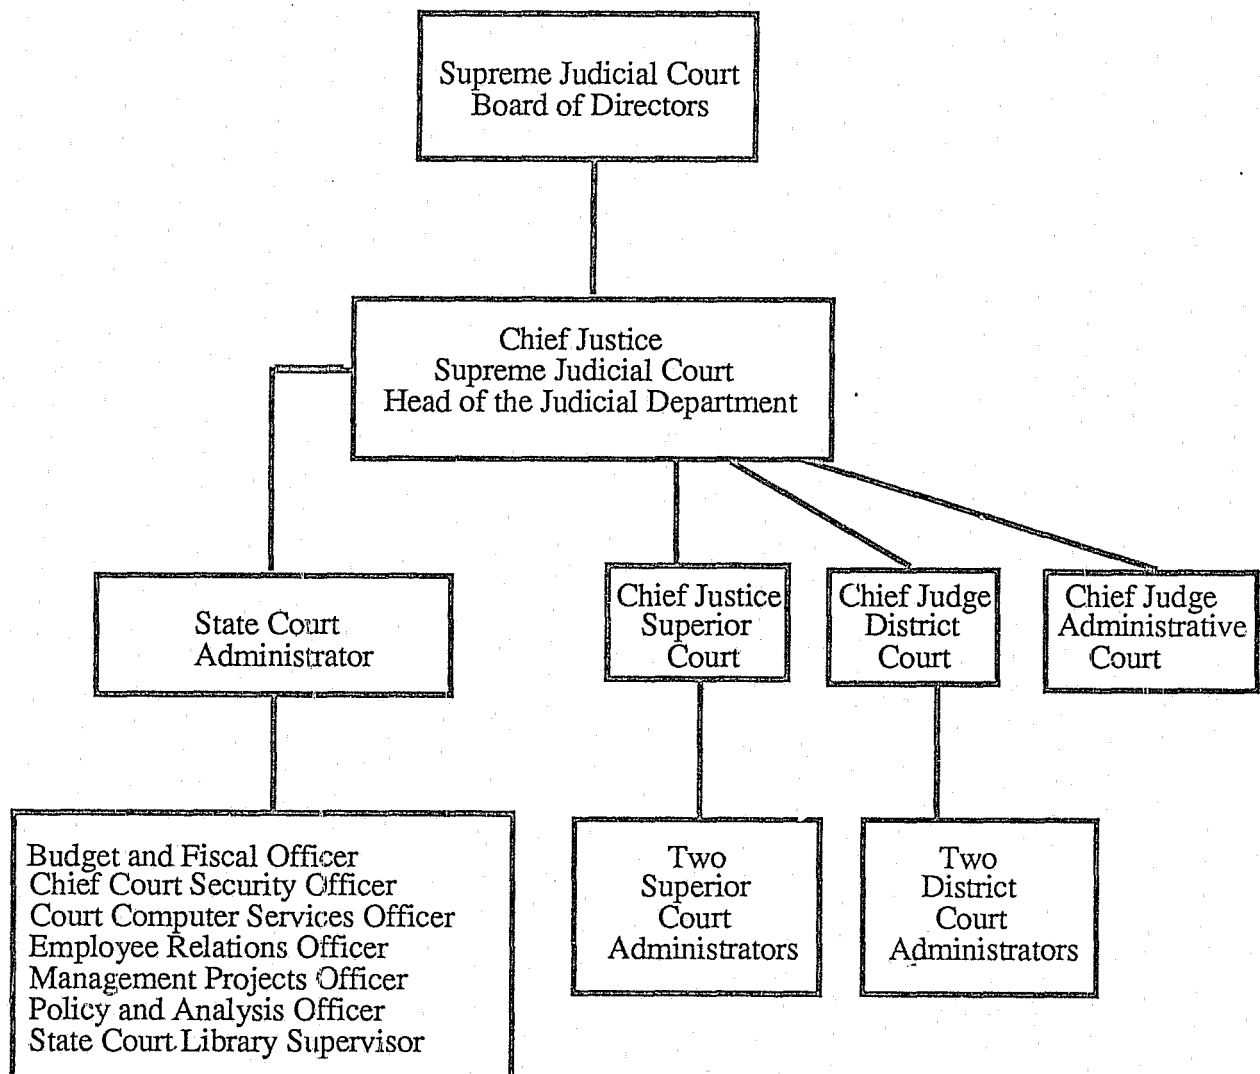 Supreme Judicial Court
Board of Directors
Chief Justice
Supreme Judicial Court
Head of the Judicial Department
State Court
Administrator
Chief Justice
Superior
Court
Chief Judge
District
Court
Chief Judge
Administrative
Court
Budget and Fiscal Officer
Chief Court Security Officer
Court Computer Services Officer
Employee Relations Officer
Management Projects Officer
Policy and Analysis Officer
State Court Library Supervisor
Two
Superior
Court
Administrators
Two
District
Court
Administrators